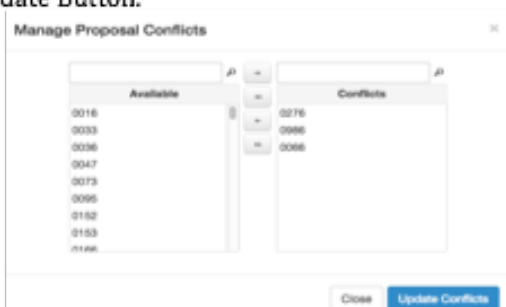 date Button.
Manage Proposal Conflicts ×
Available Conflicts
0016 0276
0033 0986
0036 0066
0047
0073
0095
0152
0153
0166
Close Update Conflicts